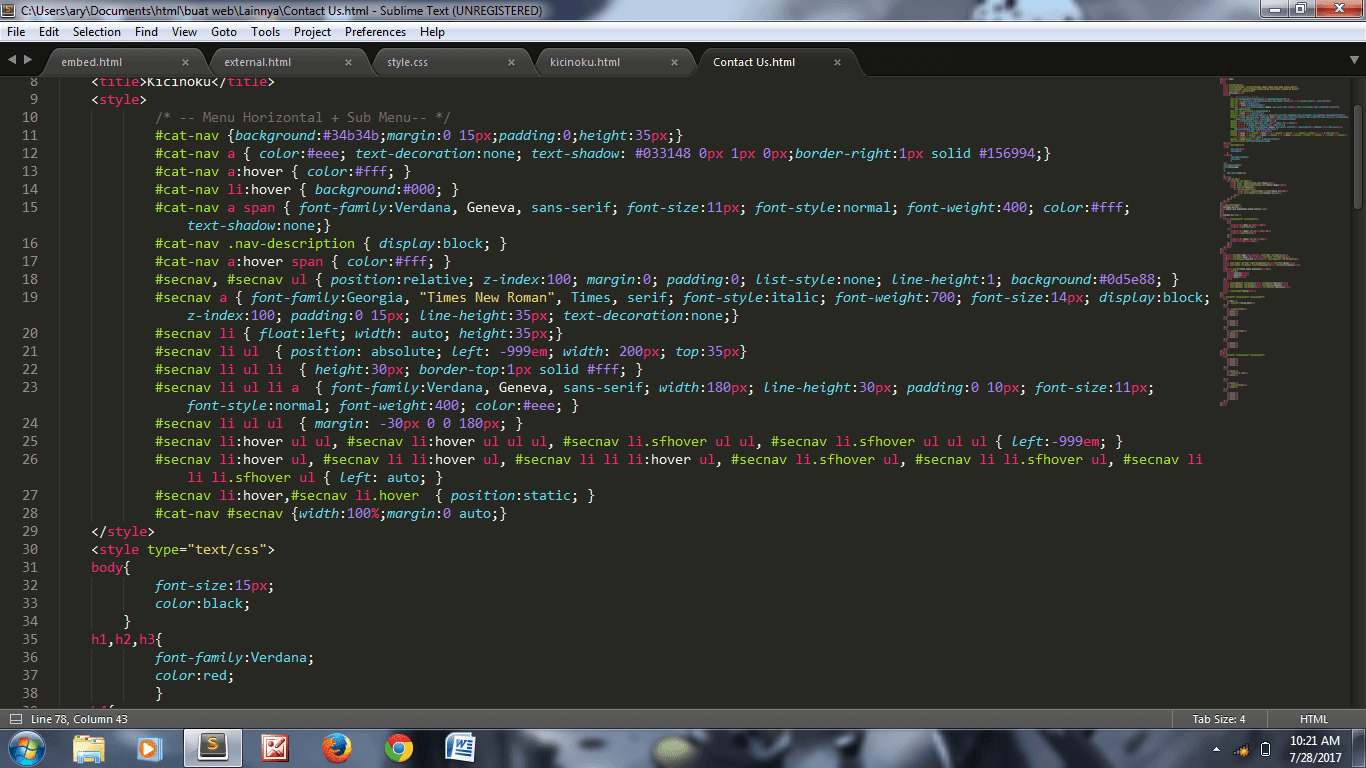 C:\Users\ary\Documents\html\buat web\Lainnya\Contact Us.html - Sublime Text (UNREGISTERED)
File Edit Selection Find View Goto Tools Project Preferences Help
embed.html × external.html × style.css × kicinoku.html × Contact Us.html ×
8 <title>Kicinoku</title>
9 <style>
10 /* -- Menu Horizontal + Sub Menu-- */
11 #cat-nav {background:#34b34b;margin:0 15px;padding:0;height:35px;}
12 #cat-nav a { color:#eee; text-decoration:none; text-shadow: #033148 0px 1px 0px;border-right:1px solid #156994;}
13 #cat-nav a:hover { color:#fff; }
14 #cat-nav li:hover { background:#000; }
15 #cat-nav a span { font-family:Verdana, Geneva, sans-serif; font-size:11px; font-style:normal; font-weight:400; color:#fff;
text-shadow:none;}
16 #cat-nav .nav-description { display:block; }
17 #cat-nav a:hover span { color:#fff; }
18 #secnav, #secnav ul { position:relative; z-index:100; margin:0; padding:0; list-style:none; line-height:1; background:#0d5e88; }
19 #secnav a { font-family:Georgia, "Times New Roman", Times, serif; font-style:italic; font-weight:700; font-size:14px; display:block;
z-index:100; padding:0 15px; line-height:35px; text-decoration:none;}
20 #secnav li { float:left; width: auto; height:35px;}
21 #secnav li ul  { position: absolute; left: -999em; width: 200px; top:35px}
22 #secnav li ul li  { height:30px; border-top:1px solid #fff; }
23 #secnav li ul li a  { font-family:Verdana, Geneva, sans-serif; width:180px; line-height:30px; padding:0 10px; font-size:11px;
font-style:normal; font-weight:400; color:#eee; }
24 #secnav li ul ul  { margin: -30px 0 0 180px; }
25 #secnav li:hover ul ul, #secnav li:hover ul ul ul, #secnav li.sfhover ul ul, #secnav li.sfhover ul ul ul { left:-999em; }
26 #secnav li:hover ul, #secnav li li:hover ul, #secnav li li li:hover ul, #secnav li.sfhover ul, #secnav li li.sfhover ul, #secnav li
li li.sfhover ul { left: auto; }
27 #secnav li:hover,#secnav li.hover  { position:static; }
28 #cat-nav #secnav {width:100%;margin:0 auto;}
29 </style>
30 <style type="text/css">
31 body{
32 font-size:15px;
33 color:black;
34 }
35 h1,h2,h3{
36 font-family:Verdana;
37 color:red;
38 }
Line 78, Column 43 Tab Size: 4 HTML
10:21 AM
7/28/2017